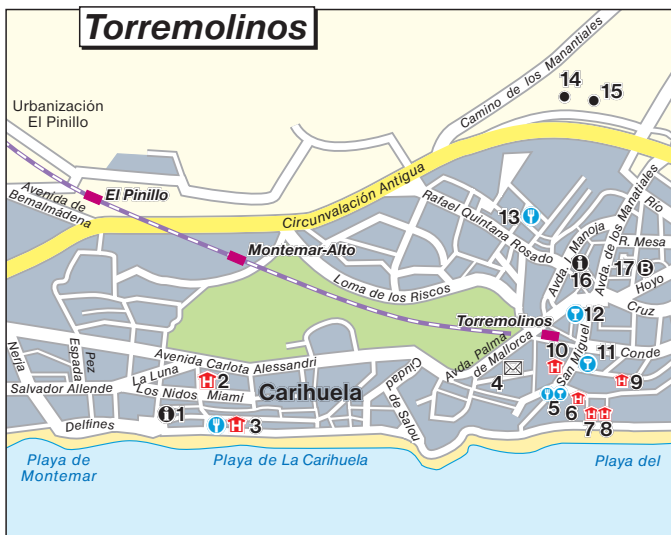 Torremolinos
14
15
Camino de los Manantiales
Urbanización
El Pinillo
Avenida de
Bemalmádena
El Pinillo
Circunvalación Antigua
Rafael Quintana Rosado
13
Avda. l. Manoja
Avda. de los Manatiales
Río
R. Mesa
Montemar-Alto
16
17
B
Hoyo
Loma de los Riscos
Torremolinos
12
Cruz
Avda. Palma
de Mallorca
San Miguel
10
11
Conde
Nerja
Pez
Espada
Avenida Carlota Alessandri
La Luna
2
Ciudad
de Salou
4
9
Salvador Allende
Los Nidos
Miami
Carihuela
5
6
i
1
3
Delfines
7
8
Playa de
Montemar
Playa de La Carihuela
Playa del